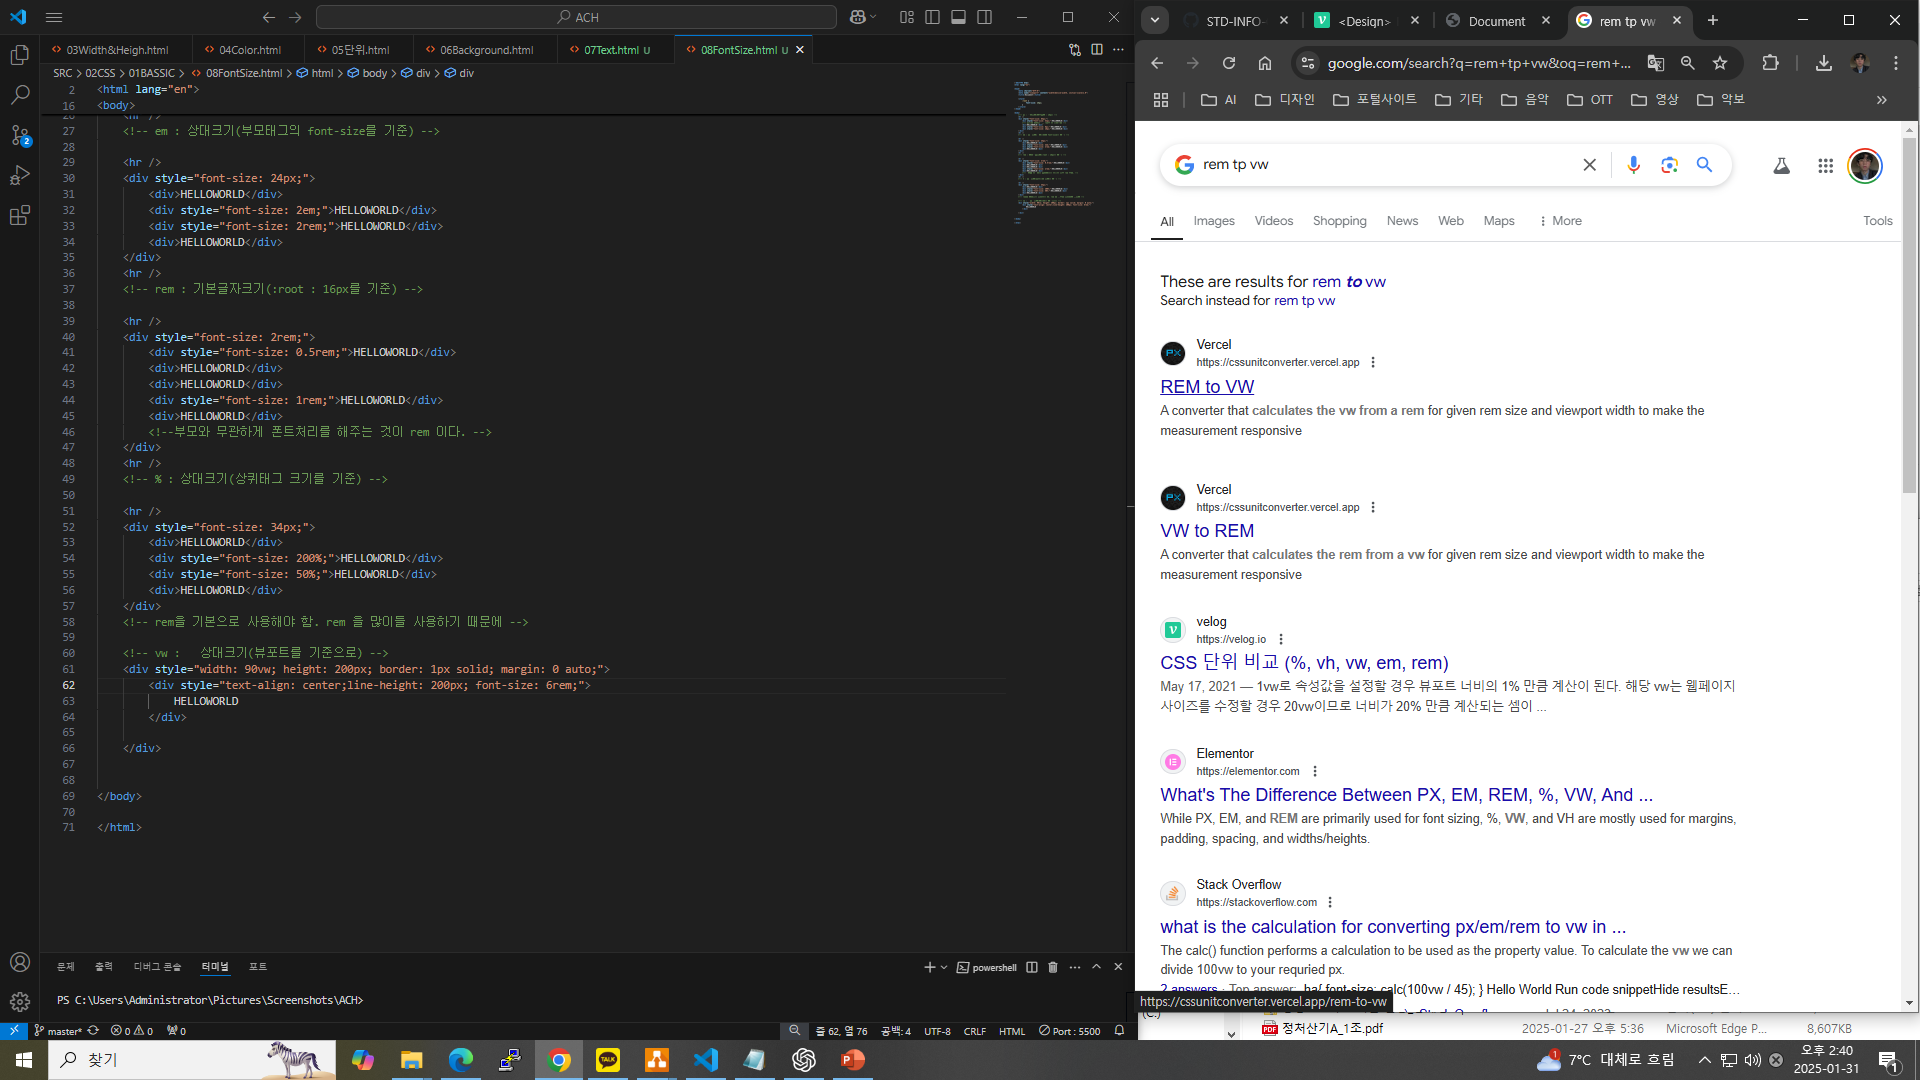 ACH
03Width&Heigh.html
04Color.html
05단위.html
06Background.html
07Text.html U
08FontSize.html U
SRC > 02CSS > 01BASSIC > 08FontSize.html > html > body > div > div
2 <html lang="en">
16 <body>
26 <hr />
27 <!-- em : 상대크기(부모태그의 font-size를 기준) -->
28
29 <hr />
30 <div style="font-size: 24px;">
31 <div>HELLOWORLD</div>
32 <div style="font-size: 2em;">HELLOWORLD</div>
33 <div style="font-size: 2rem;">HELLOWORLD</div>
34 <div>HELLOWORLD</div>
35 </div>
36 <hr />
37 <!-- rem : 기본글자크기(:root : 16px를 기준) -->
38
39 <hr />
40 <div style="font-size: 2rem;">
41 <div style="font-size: 0.5rem;">HELLOWORLD</div>
42 <div>HELLOWORLD</div>
43 <div>HELLOWORLD</div>
44 <div style="font-size: 1rem;">HELLOWORLD</div>
45 <div>HELLOWORLD</div>
46 <!--부모와 무관하게 폰트처리를 해주는 것이 rem 이다. -->
47 </div>
48 <hr />
49 <!-- % : 상대크기(상위태그 크기를 기준) -->
50
51 <hr />
52 <div style="font-size: 34px;">
53 <div>HELLOWORLD</div>
54 <div style="font-size: 200%;">HELLOWORLD</div>
55 <div style="font-size: 50%;">HELLOWORLD</div>
56 <div>HELLOWORLD</div>
57 </div>
58 <!-- rem을 기본으로 사용해야 함. rem 을 많이들 사용하기 때문에 -->
59
60 <!-- vw : 상대크기(뷰포트를 기준으로) -->
61 <div style="width: 90vw; height: 200px; border: 1px solid; margin: 0 auto;">
62 <div style="text-align: center;line-height: 200px; font-size: 6rem;">
63 HELLOWORLD
64 </div>
65
66 </div>
67
68
69 </body>
70
71 </html>
문제 출력 디버그 콘솔 터미널 포트
powershell
PS C:\Users\Administrator\Pictures\Screenshots\ACH>
master* 0 0 0
줄 62, 열 76 공백: 4 UTF-8 CRLF HTML Port : 5500
STD-INFO-
<Design>
Document
rem tp vw
google.com/search?q=rem+tp+vw&oq=rem+...
AI 디자인 포털사이트 기타 음악 OTT 영상 악보
rem tp vw
All Images Videos Shopping News Web Maps More Tools
These are results for rem to vw
Search instead for rem tp vw
Vercel
https://cssunitconverter.vercel.app
REM to VW
A converter that calculates the vw from a rem for given rem size and viewport width to make the
measurement responsive
Vercel
https://cssunitconverter.vercel.app
VW to REM
A converter that calculates the rem from a vw for given rem size and viewport width to make the
measurement responsive
velog
https://velog.io
CSS 단위 비교 (%, vh, vw, em, rem)
May 17, 2021 — 1vw로 속성값을 설정할 경우 뷰포트 너비의 1% 만큼 계산이 된다. 해당 vw는 웹페이지
사이즈를 수정할 경우 20vw이므로 너비가 20% 만큼 계산되는 셈이 ...
Elementor
https://elementor.com
What's The Difference Between PX, EM, REM, %, VW, And ...
While PX, EM, and REM are primarily used for font sizing, %, VW, and VH are mostly used for margins,
padding, spacing, and widths/heights.
Stack Overflow
https://stackoverflow.com
what is the calculation for converting px/em/rem to vw in ...
The calc() function performs a calculation to be used as the property value. To calculate the vw we can
divide 100vw to your requried px.
2 answers · Top answer: .ha{ font-size: calc(100vw / 45); } Hello World Run code snippetHide resultsE...
https://cssunitconverter.vercel.app/rem-to-vw
(C:)
정처산기A_1조.pdf 2025-01-27 오후 5:36 Microsoft Edge P... 8,607KB
찾기
TALK
1 7°C 대체로 흐림
오후 2:40
2025-01-31
1